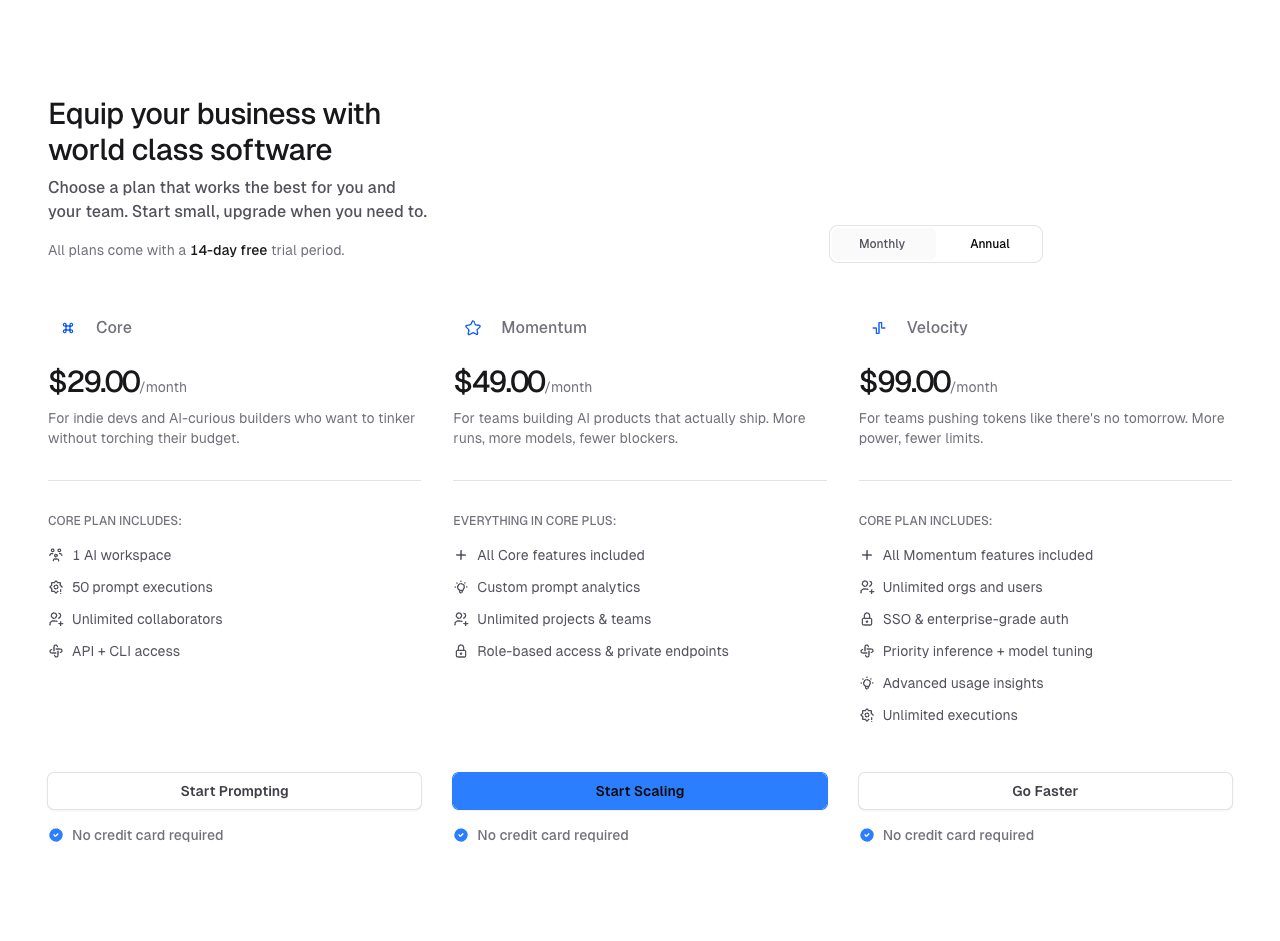 Equip your business with
world class software
Choose a plan that works the best for you and
your team. Start small, upgrade when you need to.
All plans come with a 14-day free trial period.
Monthly
Annual
Core
$29.00/month
For indie devs and AI-curious builders who want to tinker
without torching their budget.
CORE PLAN INCLUDES:
1 AI workspace
50 prompt executions
Unlimited collaborators
API + CLI access
Start Prompting
No credit card required
Momentum
$49.00/month
For teams building AI products that actually ship. More
runs, more models, fewer blockers.
EVERYTHING IN CORE PLUS:
All Core features included
Custom prompt analytics
Unlimited projects & teams
Role-based access & private endpoints
Start Scaling
No credit card required
Velocity
$99.00/month
For teams pushing tokens like there's no tomorrow. More
power, fewer limits.
CORE PLAN INCLUDES:
All Momentum features included
Unlimited orgs and users
SSO & enterprise-grade auth
Priority inference + model tuning
Advanced usage insights
Unlimited executions
Go Faster
No credit card required